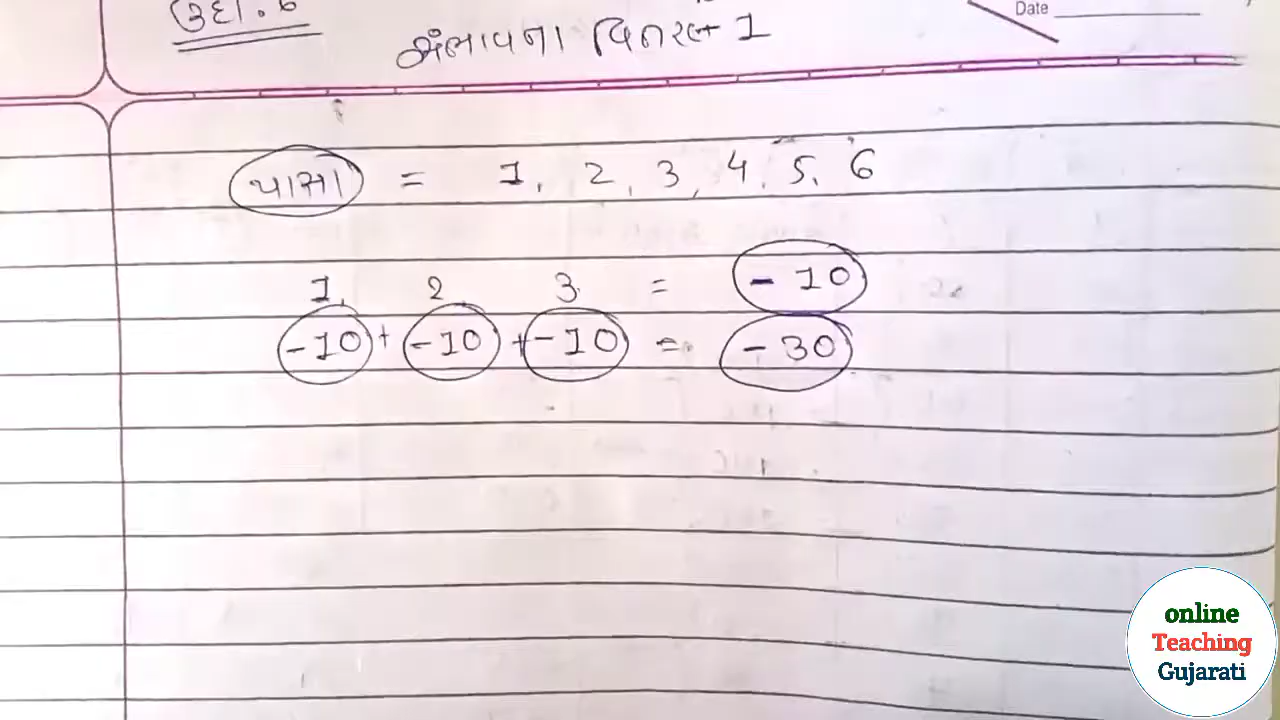 ઉદા. ૬
Date
સંભાવના વિતરણ 1
પાસા = 1, 2, 3, 4, 5, 6
1, 2 3 = - 10
-10 + -10 + -10 = - 30
online
Teaching
Gujarati